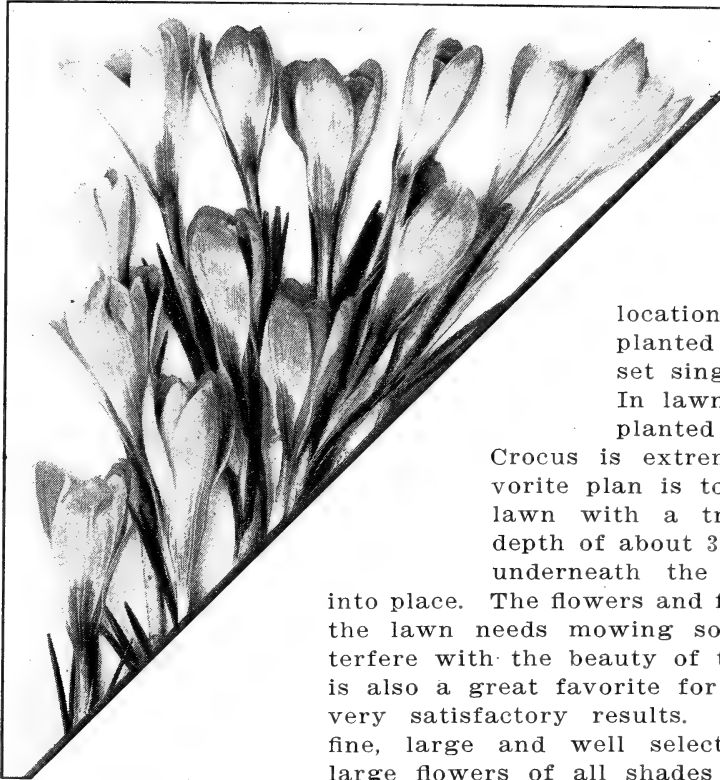 location
planted
set sing
In lawn
planted
Crocus is extrem
vorite plan is to
lawn with a tr
depth of about 3
underneath the
into place. The flowers and f
the lawn needs mowing so
terfere with the beauty of t
is also a great favorite for
very satisfactory results.
fine, large and well select
large flowers of all shades